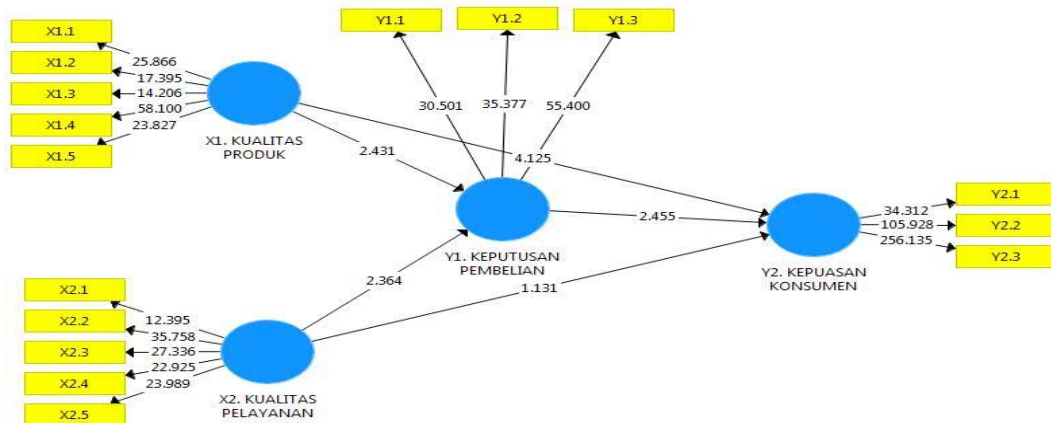 Y1.1
Y1.2
Y1.3
X1.1
X1.2
X1.3
X1.4
X1.5
25.866
17.395
14.206
58.100
23.827
X1. KUALITAS
PRODUK
30.501
35.377
55.400
2.431
4.125
Y1. KEPUTUSAN
PEMBELIAN
2.455
34.312
105.928
256.135
Y2.1
Y2.2
Y2.3
Y2. KEPUASAN
KONSUMEN
2.364
1.131
X2.1
X2.2
X2.3
X2.4
X2.5
12.395
35.758
27.336
22.925
23.989
X2. KUALITAS
PELAYANAN